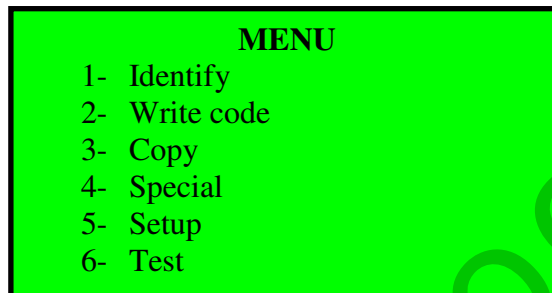 MENU
1- Identify
2- Write code
3- Copy
4- Special
5- Setup
6- Test